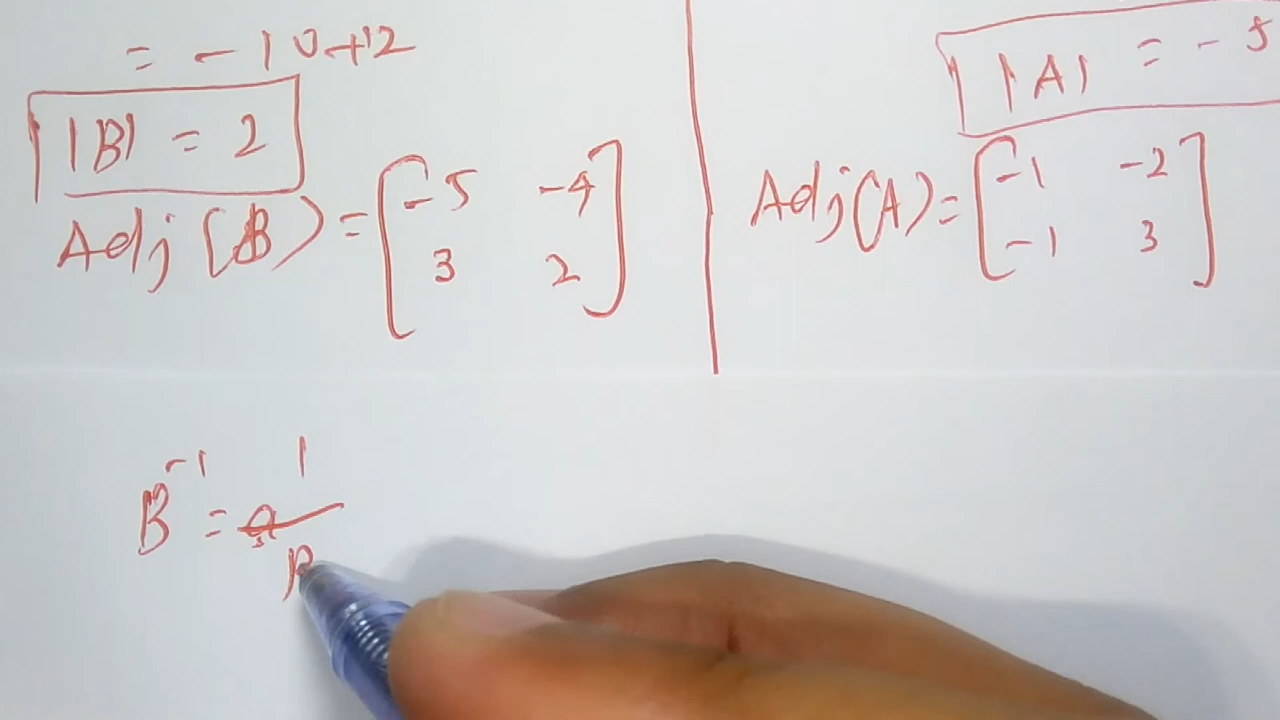 = -10+12
|B| = 2
Adj(B) = [-5 -4
3 2]
|A| = -5
Adj(A) = [-1 -2
-1 3]
B⁻¹ = 1